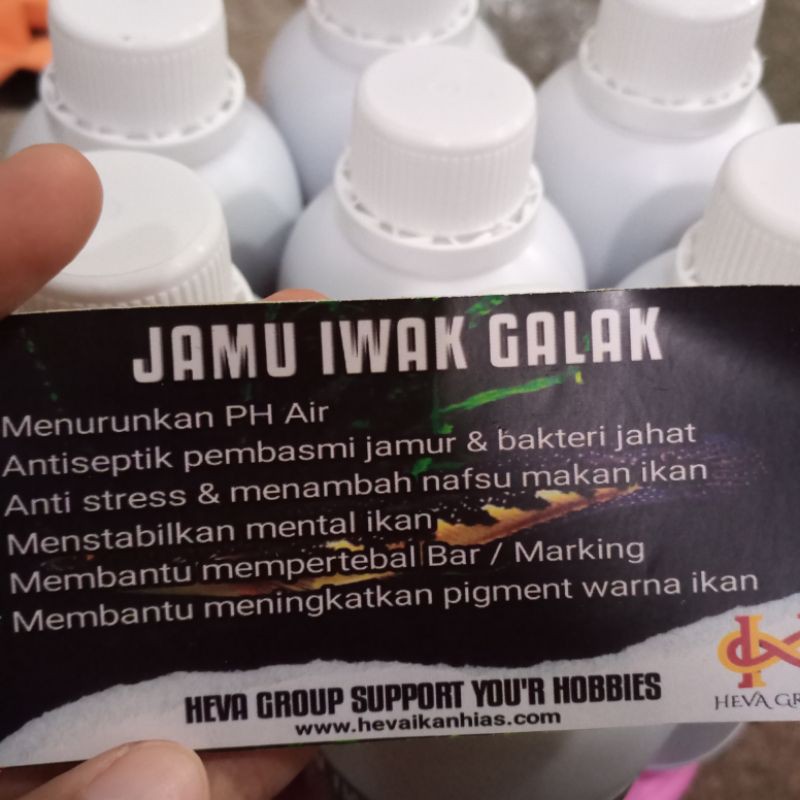 JAMU IWAK GALAK
Menurunkan PH Air
Antiseptik pembasmi jamur & bakteri jahat
Anti stress & menambah nafsu makan ikan
Menstabilkan mental ikan
Membantu mempertebal Bar / Marking
Membantu meningkatkan pigment warna ikan
HEVA GROUP SUPPORT YOU'R HOBBIES
www.hevaikanhias.com
HEVA